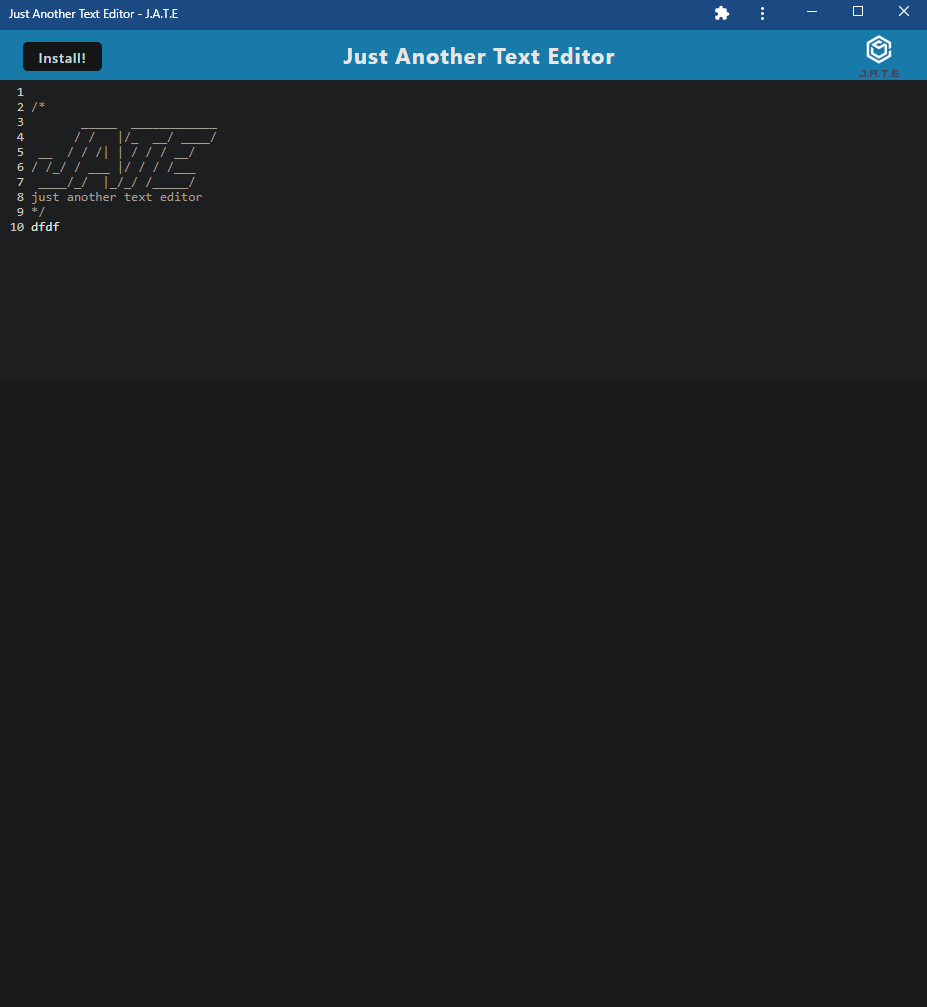 Just Another Text Editor - J.A.T.E
Install!
Just Another Text Editor
J.A.T.E
1
2 /*
3        _____  ____________
4       / /   |/_  __/ ____/
5  __  / / /| | / / / __/
6 / /_/ / ___ |/ / / /___
7  ____/_/  |_/_/ /_____/
8 just another text editor
9 */
10 dfdf